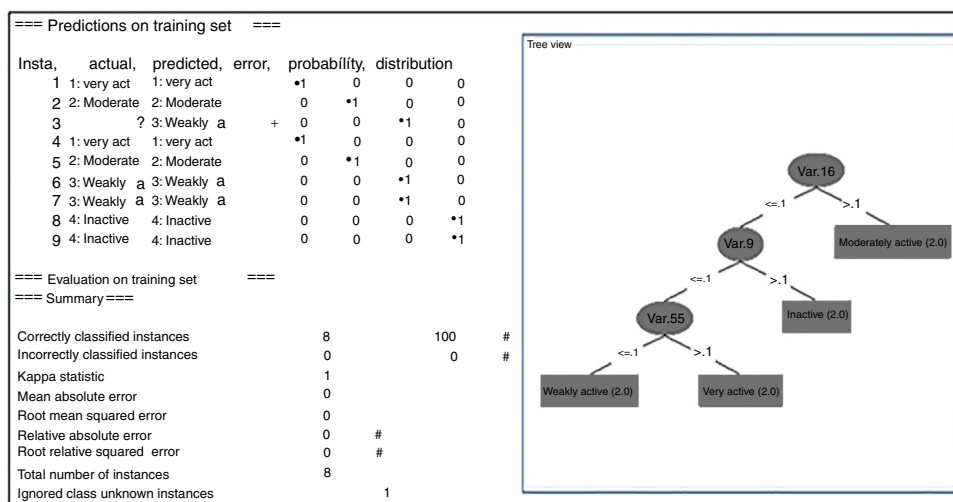 === Predictions on training set ===
Insta, actual, predicted, error, probabílíty, distribution
1 1: very act 1: very act •1 0 0 0
2 2: Moderate 2: Moderate 0 •1 0 0
3 ? 3: Weakly a + 0 0 •1 0
4 1: very act 1: very act •1 0 0 0
5 2: Moderate 2: Moderate 0 •1 0 0
6 3: Weakly a 3: Weakly a 0 0 •1 0
7 3: Weakly a 3: Weakly a 0 0 •1 0
8 4: Inactive 4: Inactive 0 0 0 •1
9 4: Inactive 4: Inactive 0 0 0 •1
=== Evaluation on training set ===
=== Summary ===
Correctly classified instances 8 100 #
Incorrectly classified instances 0 0 #
Kappa statistic 1
Mean absolute error 0
Root mean squared error 0
Relative absolute error 0 #
Root relative squared error 0 #
Total number of instances 8
Ignored class unknown instances 1
Tree view
Var.16
<=.1 >.1
Var.9 Moderately active (2.0)
<=.1 >.1
Var.55 Inactive (2.0)
<=.1 >.1
Weakly active (2.0) Very active (2.0)